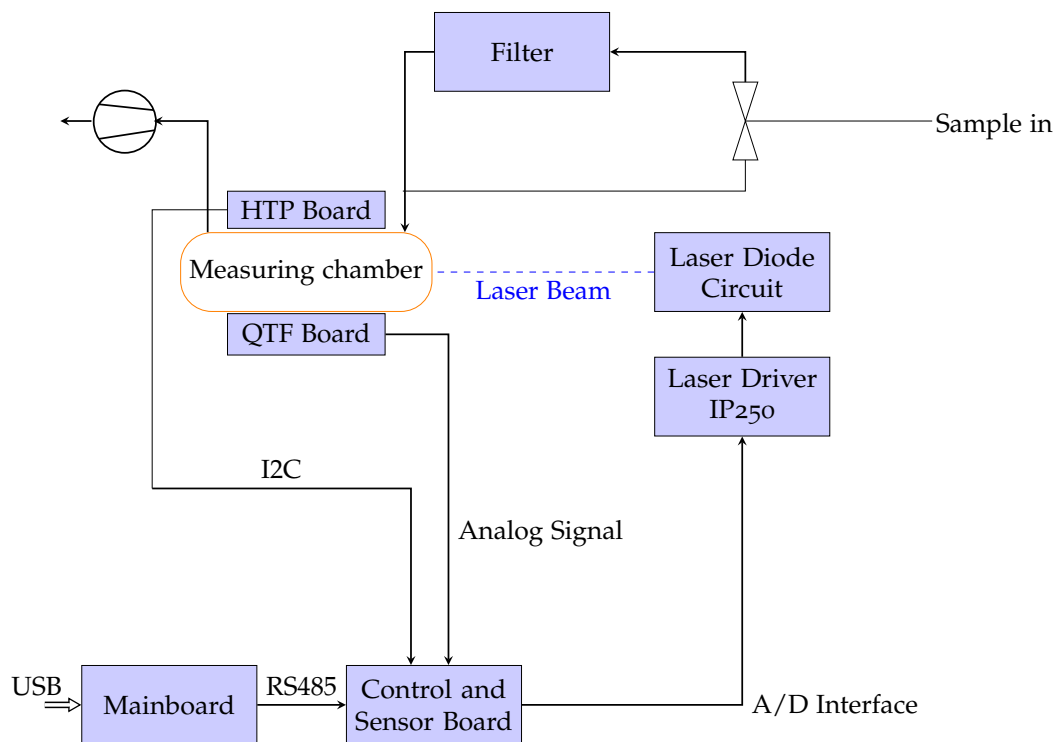 Filter
Sample in
HTP Board
Measuring chamber
Laser Beam
Laser Diode
Circuit
QTF Board
Laser Driver
IP250
I2C
Analog Signal
USB
Mainboard
RS485
Control and
Sensor Board
A/D Interface